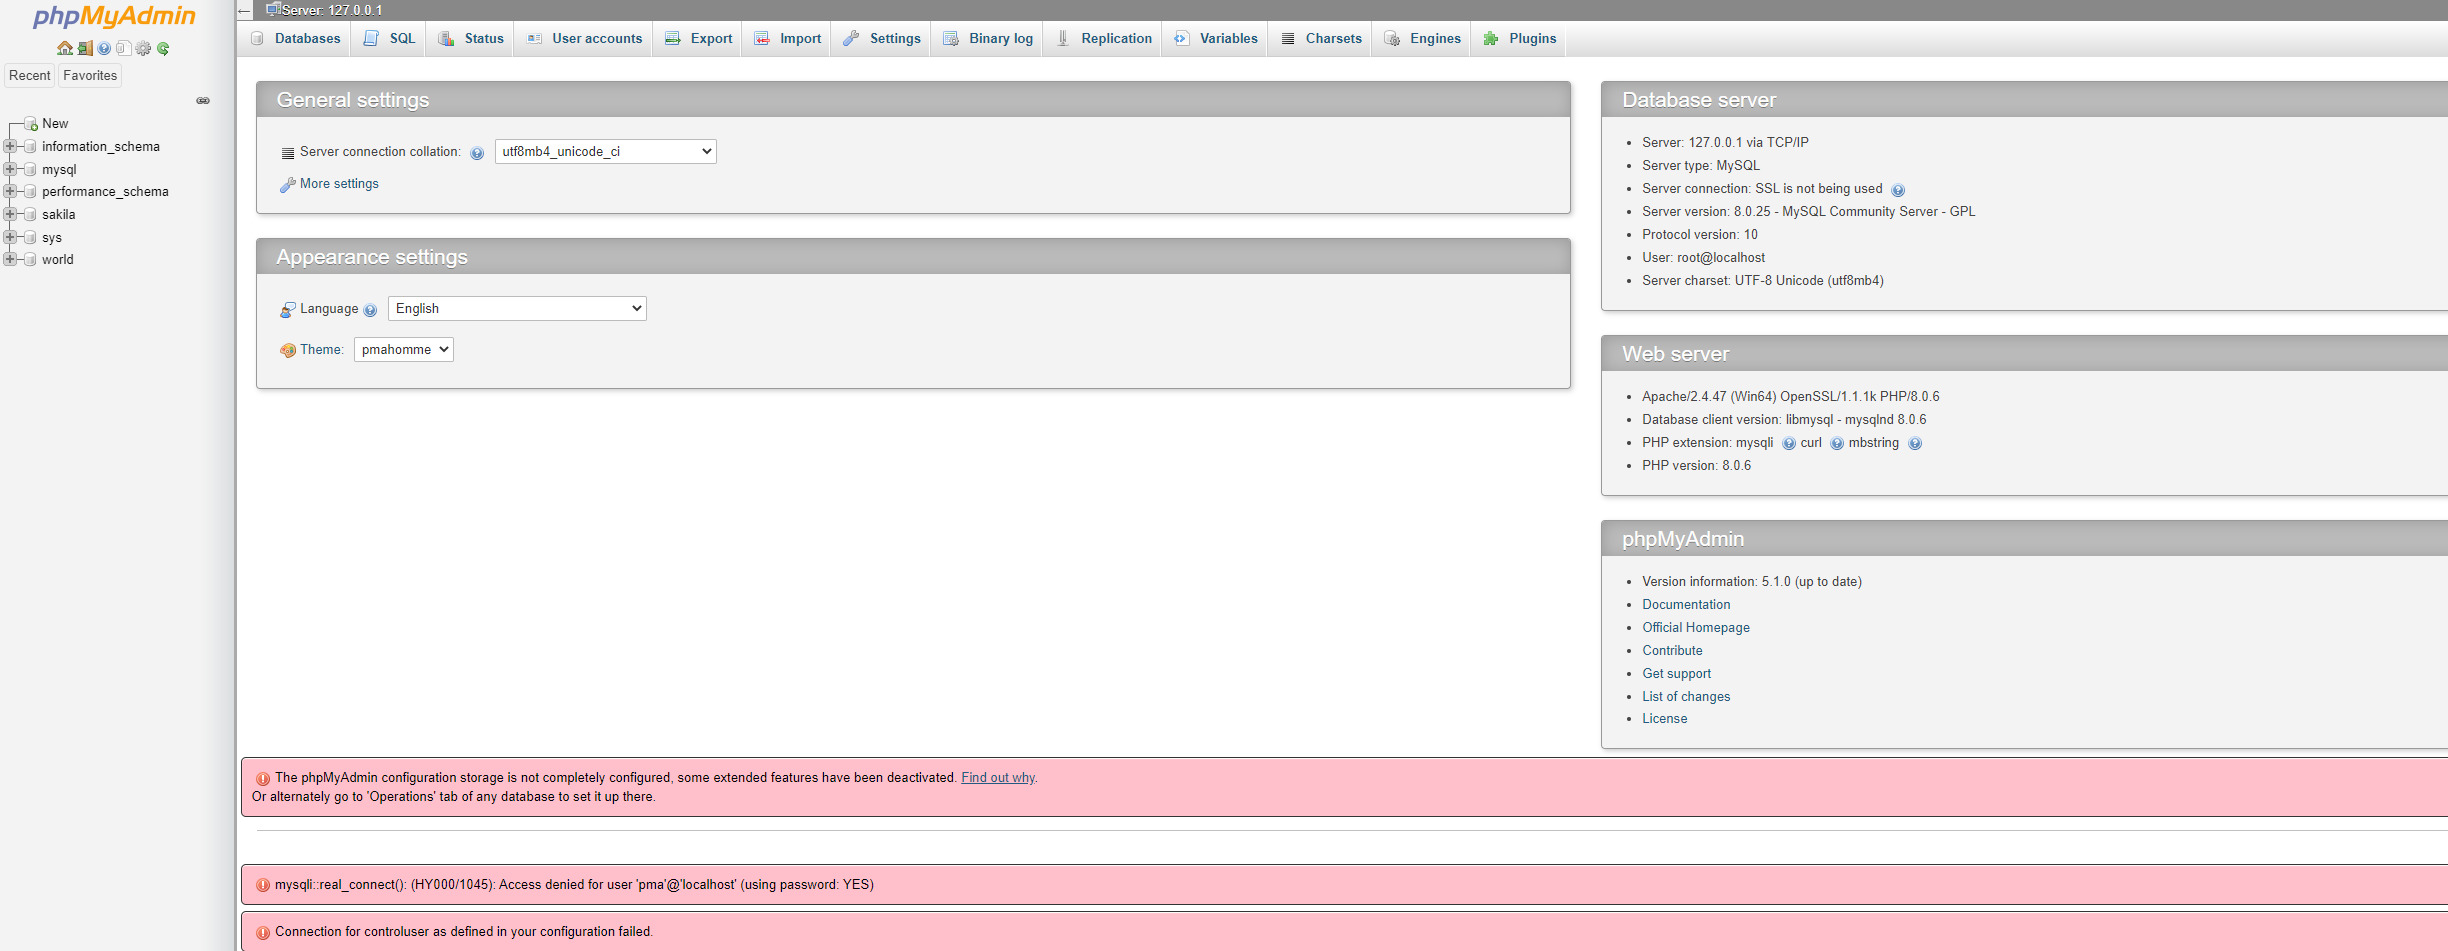 phpMyAdmin
Recent Favorites
New
information_schema
mysql
performance_schema
sakila
sys
world
Server: 127.0.0.1
Databases SQL Status User accounts Export Import Settings Binary log Replication Variables Charsets Engines Plugins
General settings
Server connection collation: utf8mb4_unicode_ci
More settings
Appearance settings
Language English
Theme: pmahomme
Database server
Server: 127.0.0.1 via TCP/IP
Server type: MySQL
Server connection: SSL is not being used
Server version: 8.0.25 - MySQL Community Server - GPL
Protocol version: 10
User: root@localhost
Server charset: UTF-8 Unicode (utf8mb4)
Web server
Apache/2.4.47 (Win64) OpenSSL/1.1.1k PHP/8.0.6
Database client version: libmysql - mysqlnd 8.0.6
PHP extension: mysqli curl mbstring
PHP version: 8.0.6
phpMyAdmin
Version information: 5.1.0 (up to date)
Documentation
Official Homepage
Contribute
Get support
List of changes
License
The phpMyAdmin configuration storage is not completely configured, some extended features have been deactivated. Find out why.
Or alternately go to 'Operations' tab of any database to set it up there.
mysqli::real_connect(): (HY000/1045): Access denied for user 'pma'@'localhost' (using password: YES)
Connection for controluser as defined in your configuration failed.